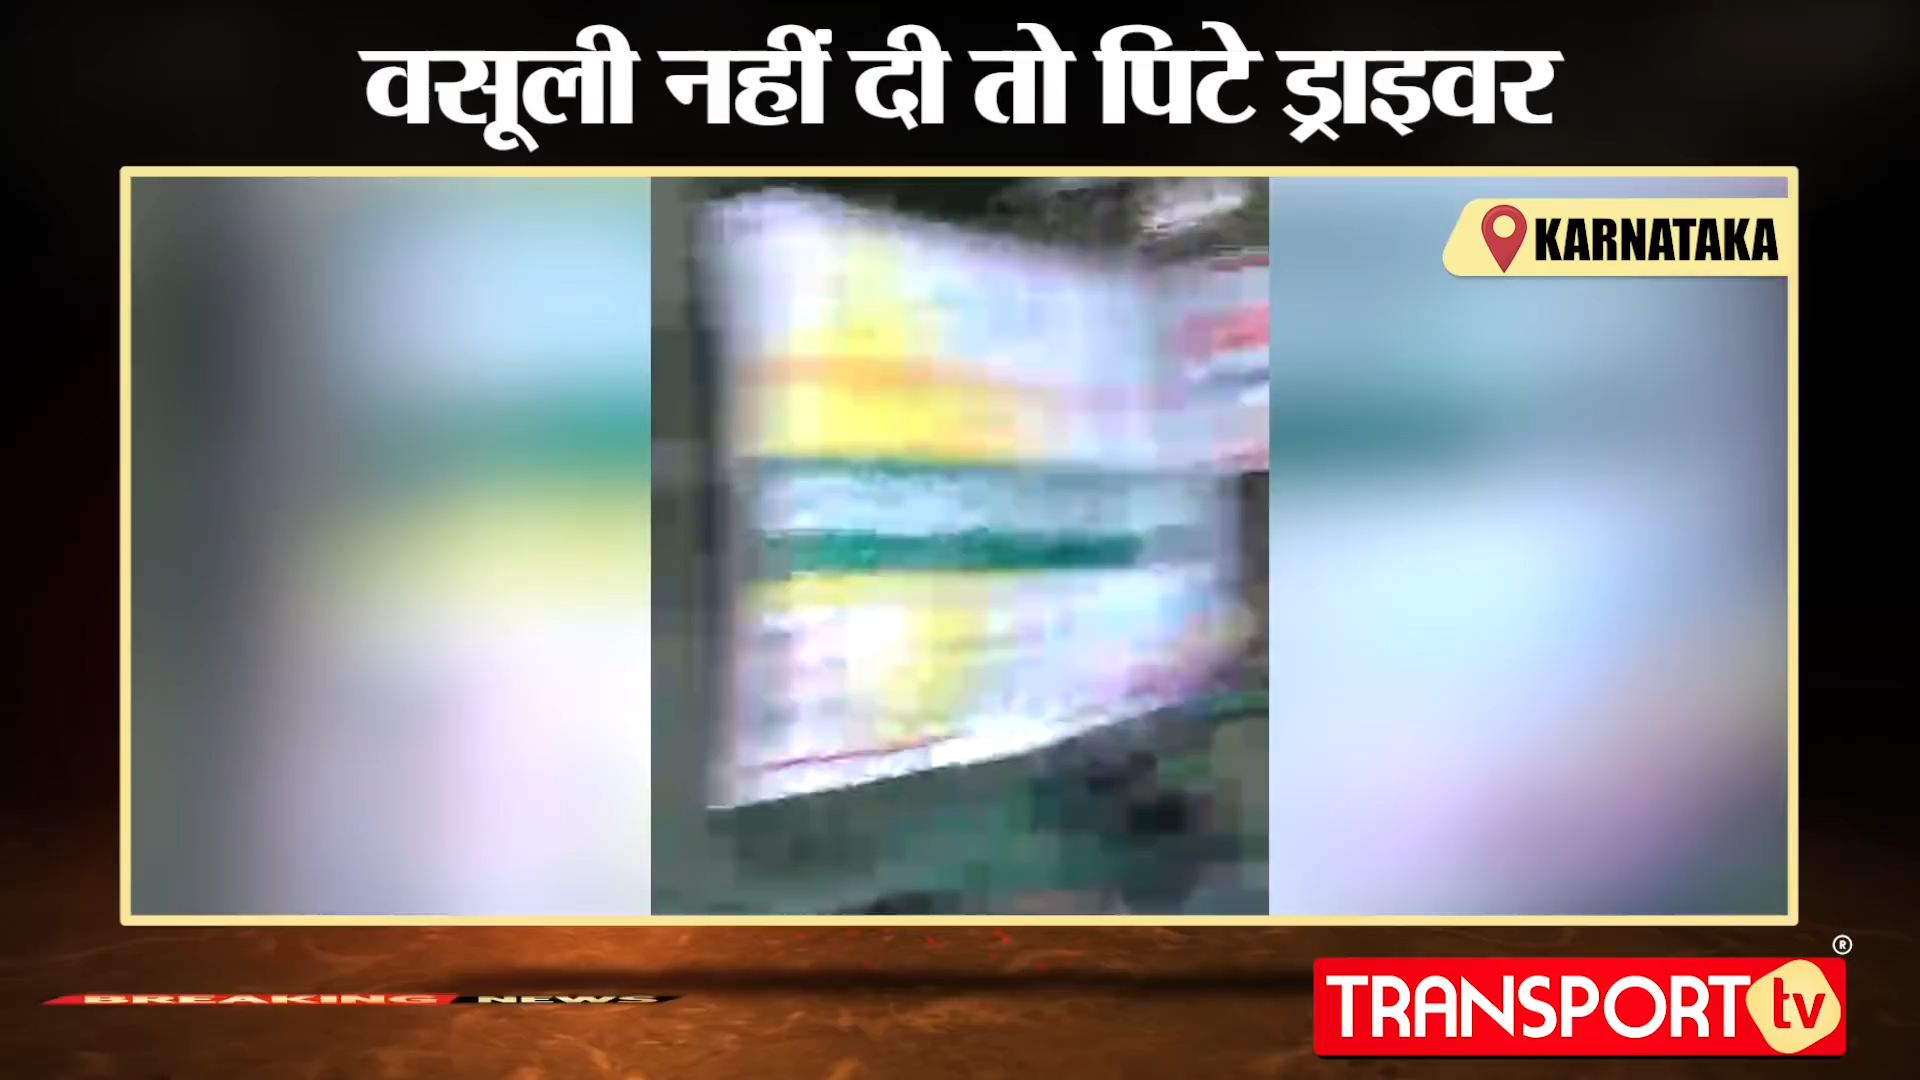 वसूली नहीं दी तो पिटे ड्राइवर
KARNATAKA
®
BREAKING NEWS
TRANSPORT tv